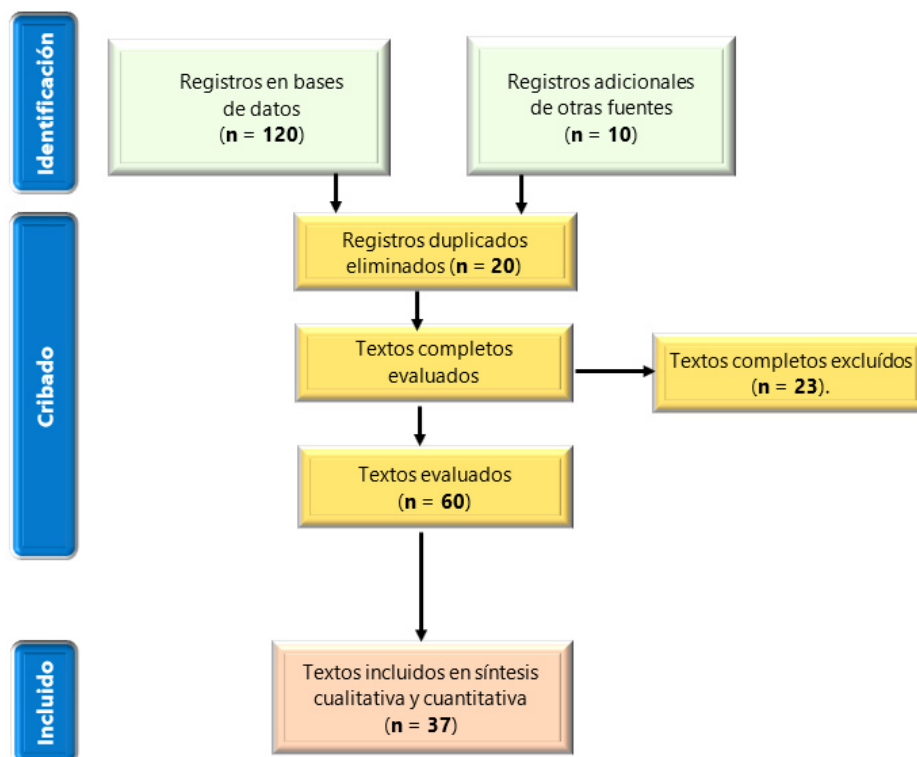 Identificación
Registros en bases
de datos
(n = 120)
Registros adicionales
de otras fuentes
(n = 10)
Cribado
Registros duplicados
eliminados (n = 20)
Textos completos
evaluados
Textos completos excluídos
(n = 23).
Textos evaluados
(n = 60)
Incluido
Textos incluidos en síntesis
cualitativa y cuantitativa
(n = 37)